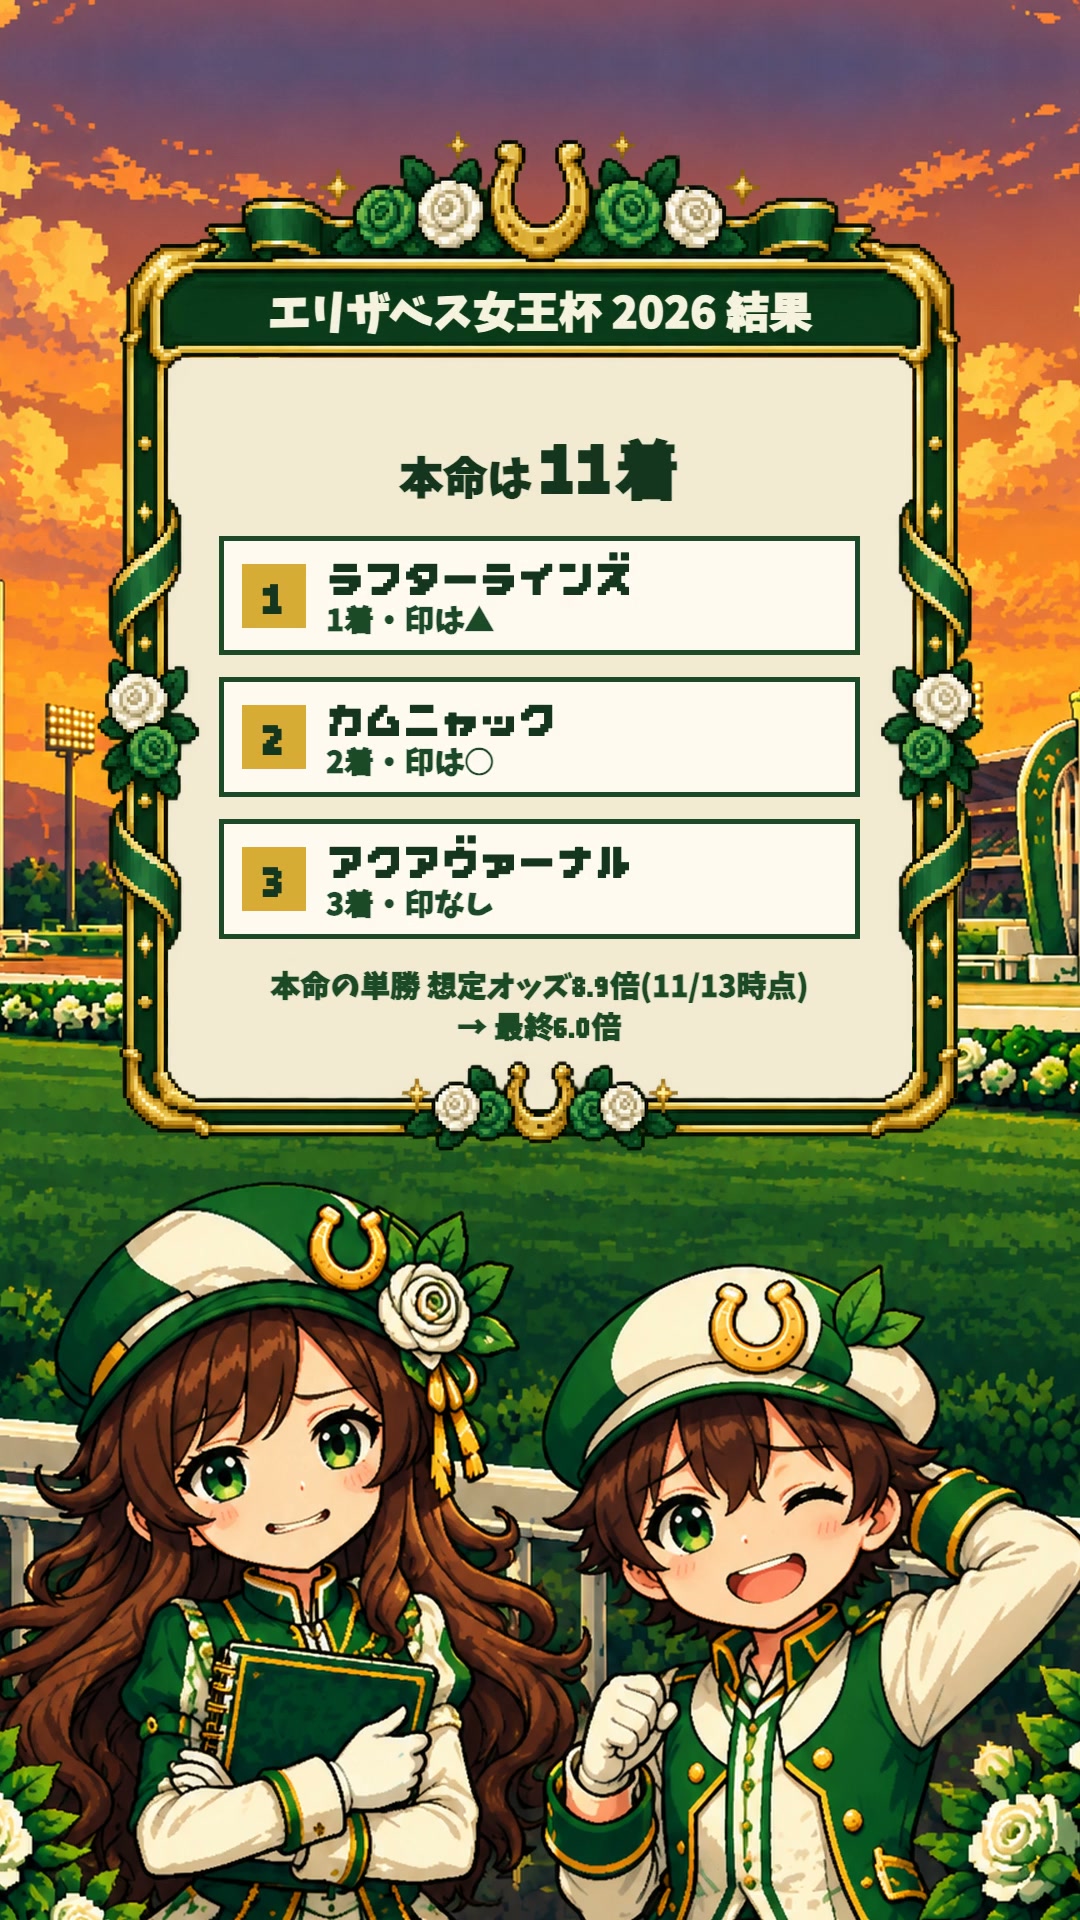 エリザベス女王杯 2026 結果
本命は11着
1
ラフターラインズ
1着・印は▲
2
カムニャック
2着・印は○
3
アクアヴァーナル
3着・印なし
本命の単勝 想定オッズ8.9倍(11/13時点)
→ 最終6.0倍